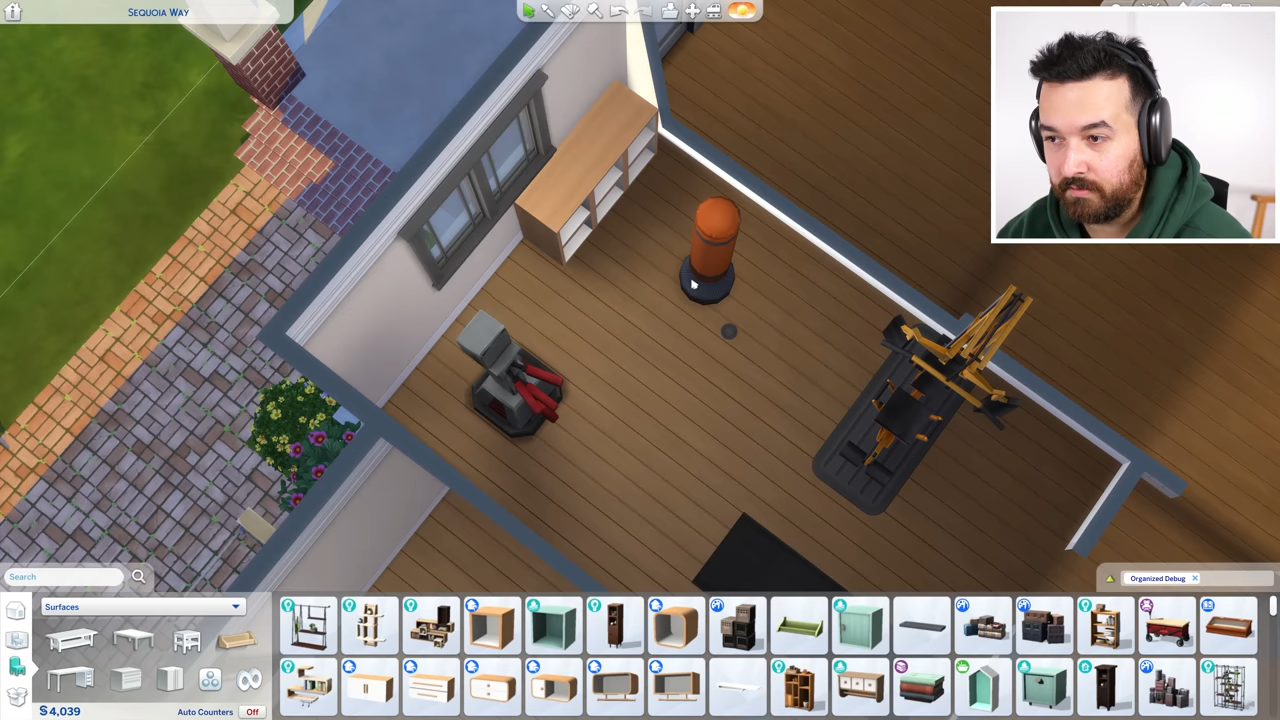 SEQUOIA WAY
Search
Organized Debug
Surfaces
§4,039
Auto Counters
Off